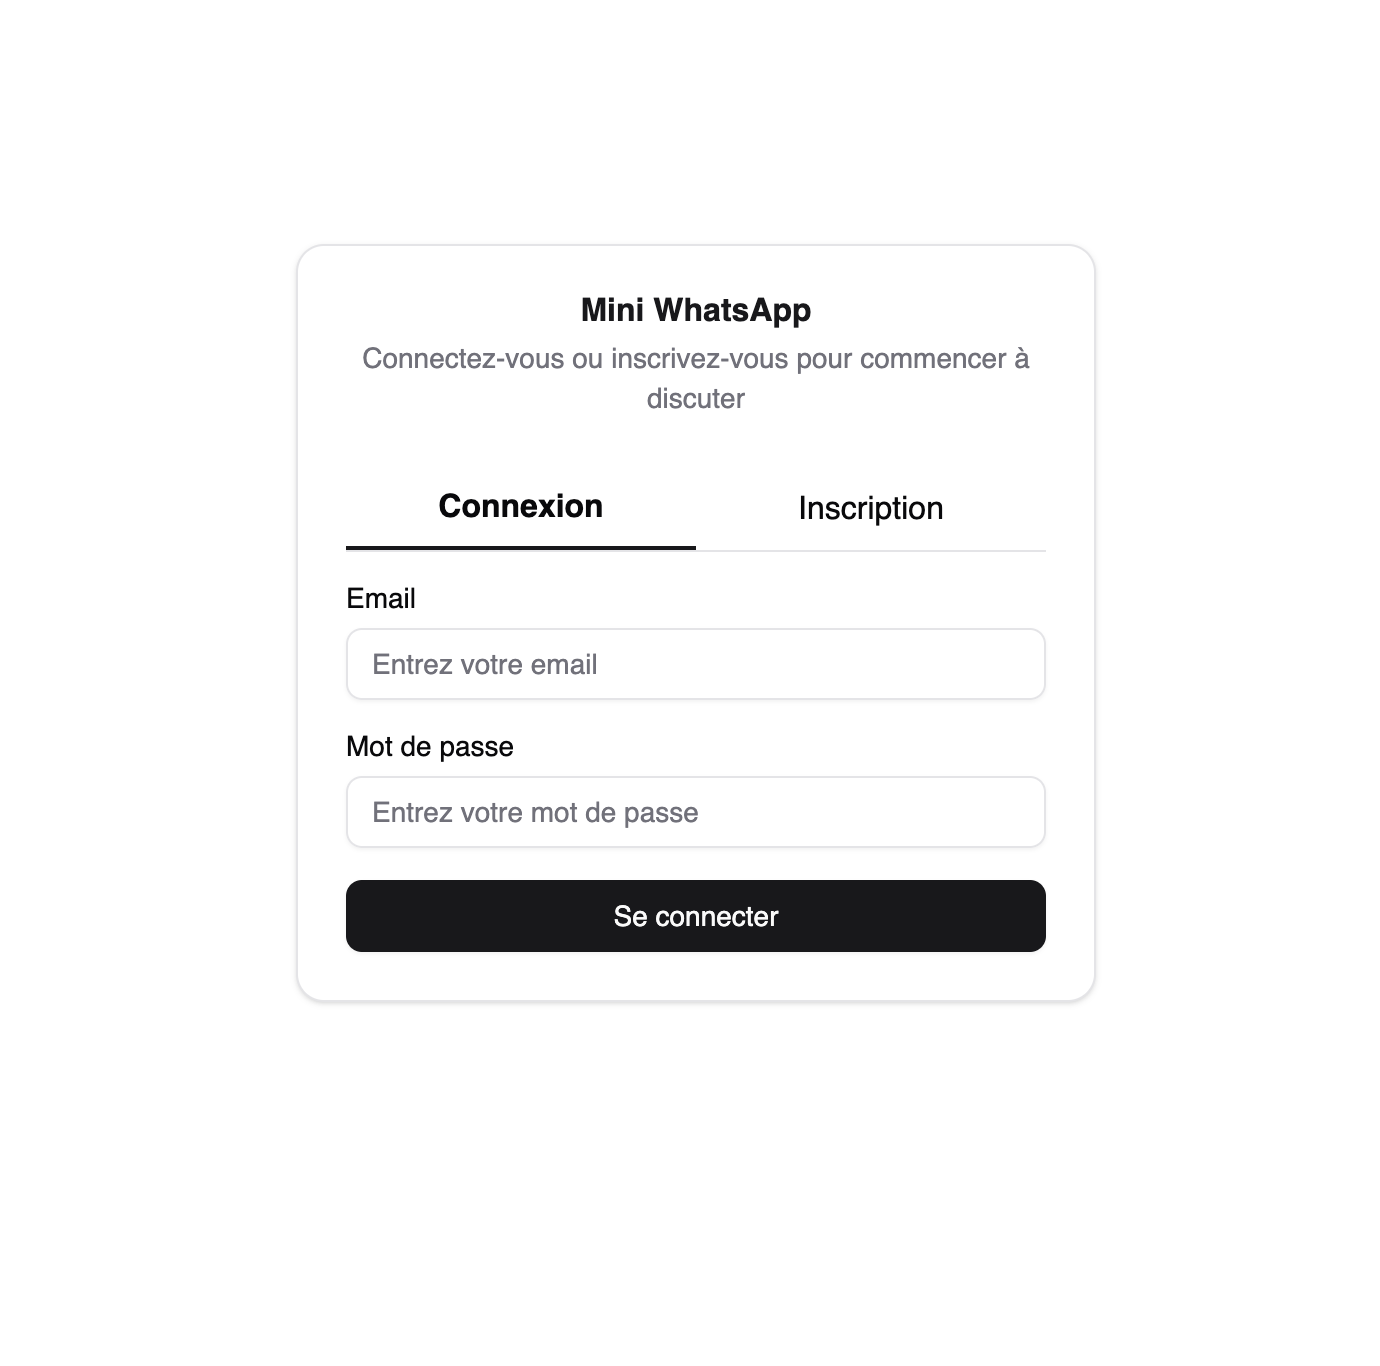 Mini WhatsApp
Connectez-vous ou inscrivez-vous pour commencer à
discuter
Connexion
Inscription
Email
Entrez votre email
Mot de passe
Entrez votre mot de passe
Se connecter